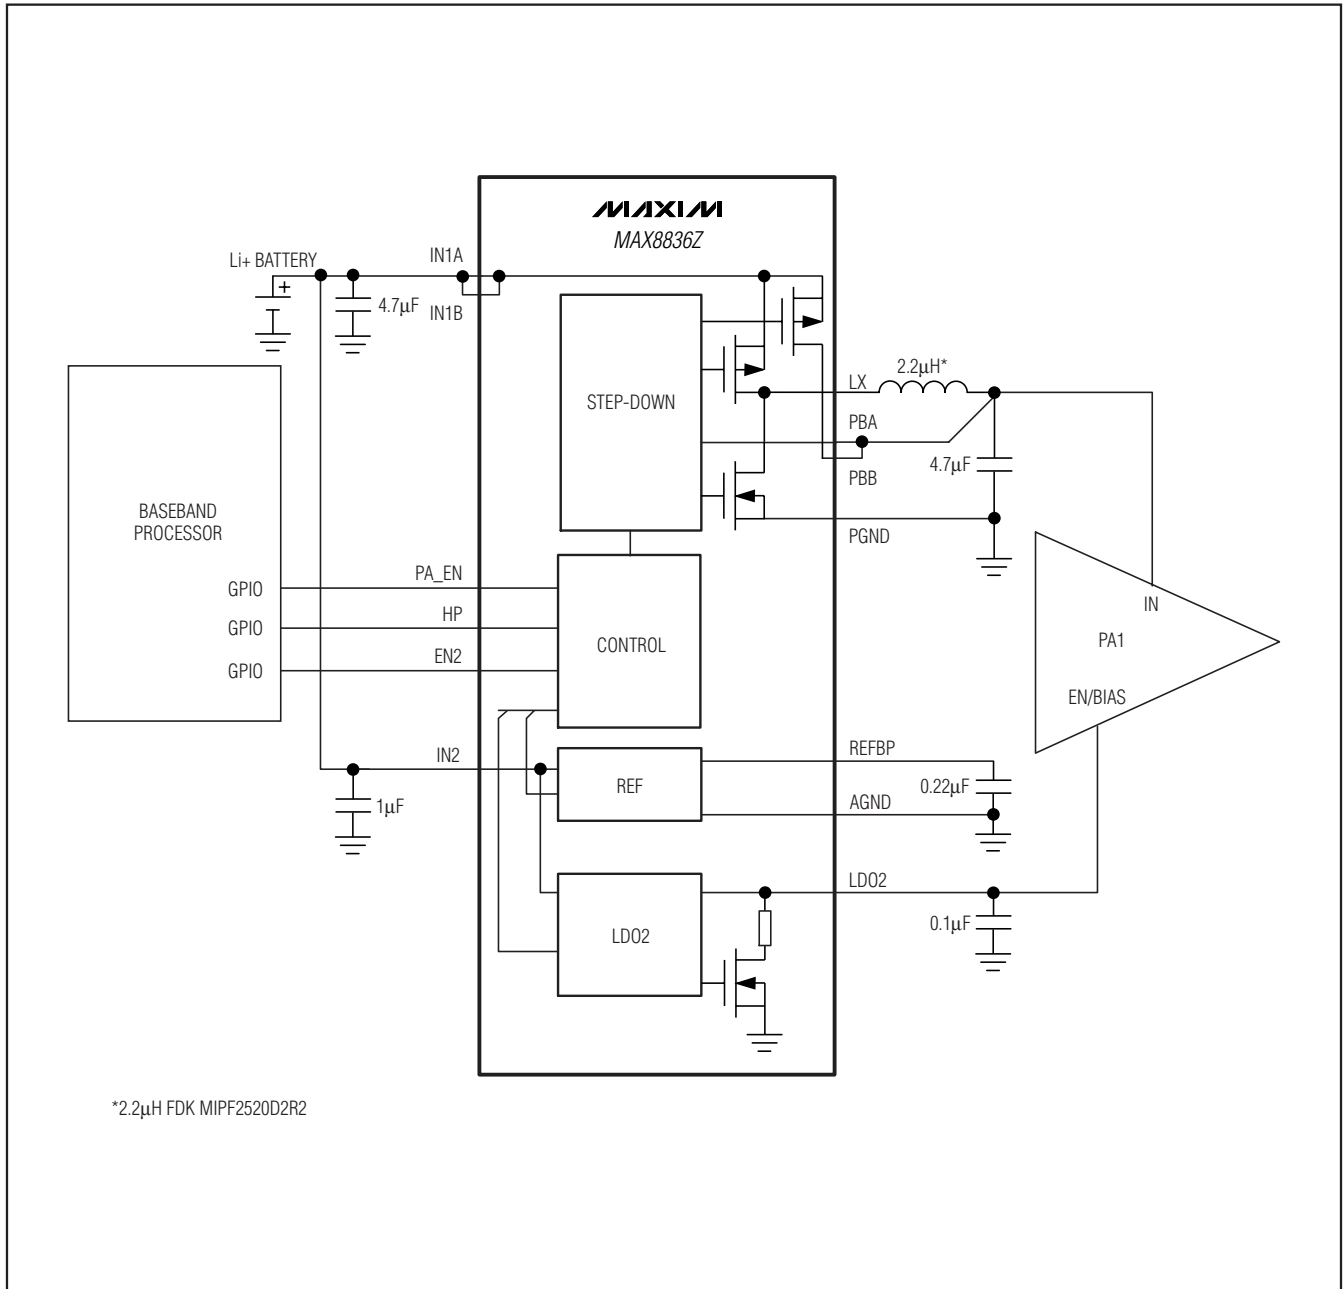 MAXIM
MAX8836Z
Li+ BATTERY
+
4.7µF
IN1A
IN1B
STEP-DOWN
LX
2.2µH*
PBA
PBB
4.7µF
PGND
BASEBAND
PROCESSOR
GPIO
PA_EN
GPIO
HP
GPIO
EN2
CONTROL
IN
PA1
EN/BIAS
IN2
1µF
REF
REFBP
0.22µF
AGND
LDO2
LDO2
0.1µF
*2.2µH FDK MIPF2520D2R2